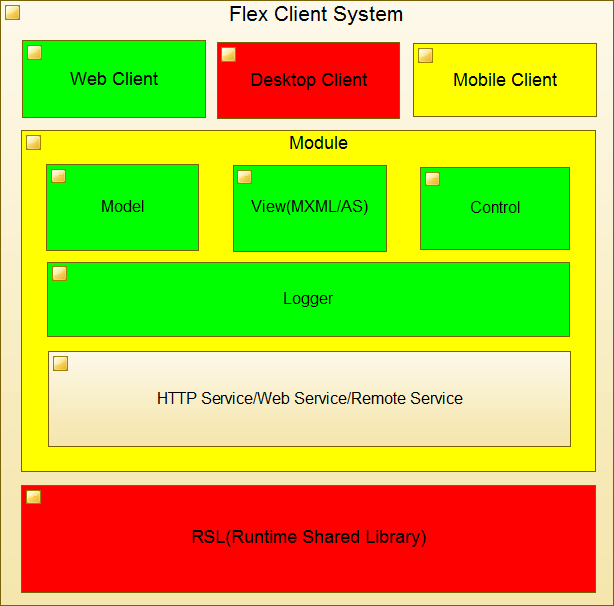 Flex Client System
Web Client
Desktop Client
Mobile Client
Module
Model
View(MXML/AS)
Control
Logger
HTTP Service/Web Service/Remote Service
RSL(Runtime Shared Library)